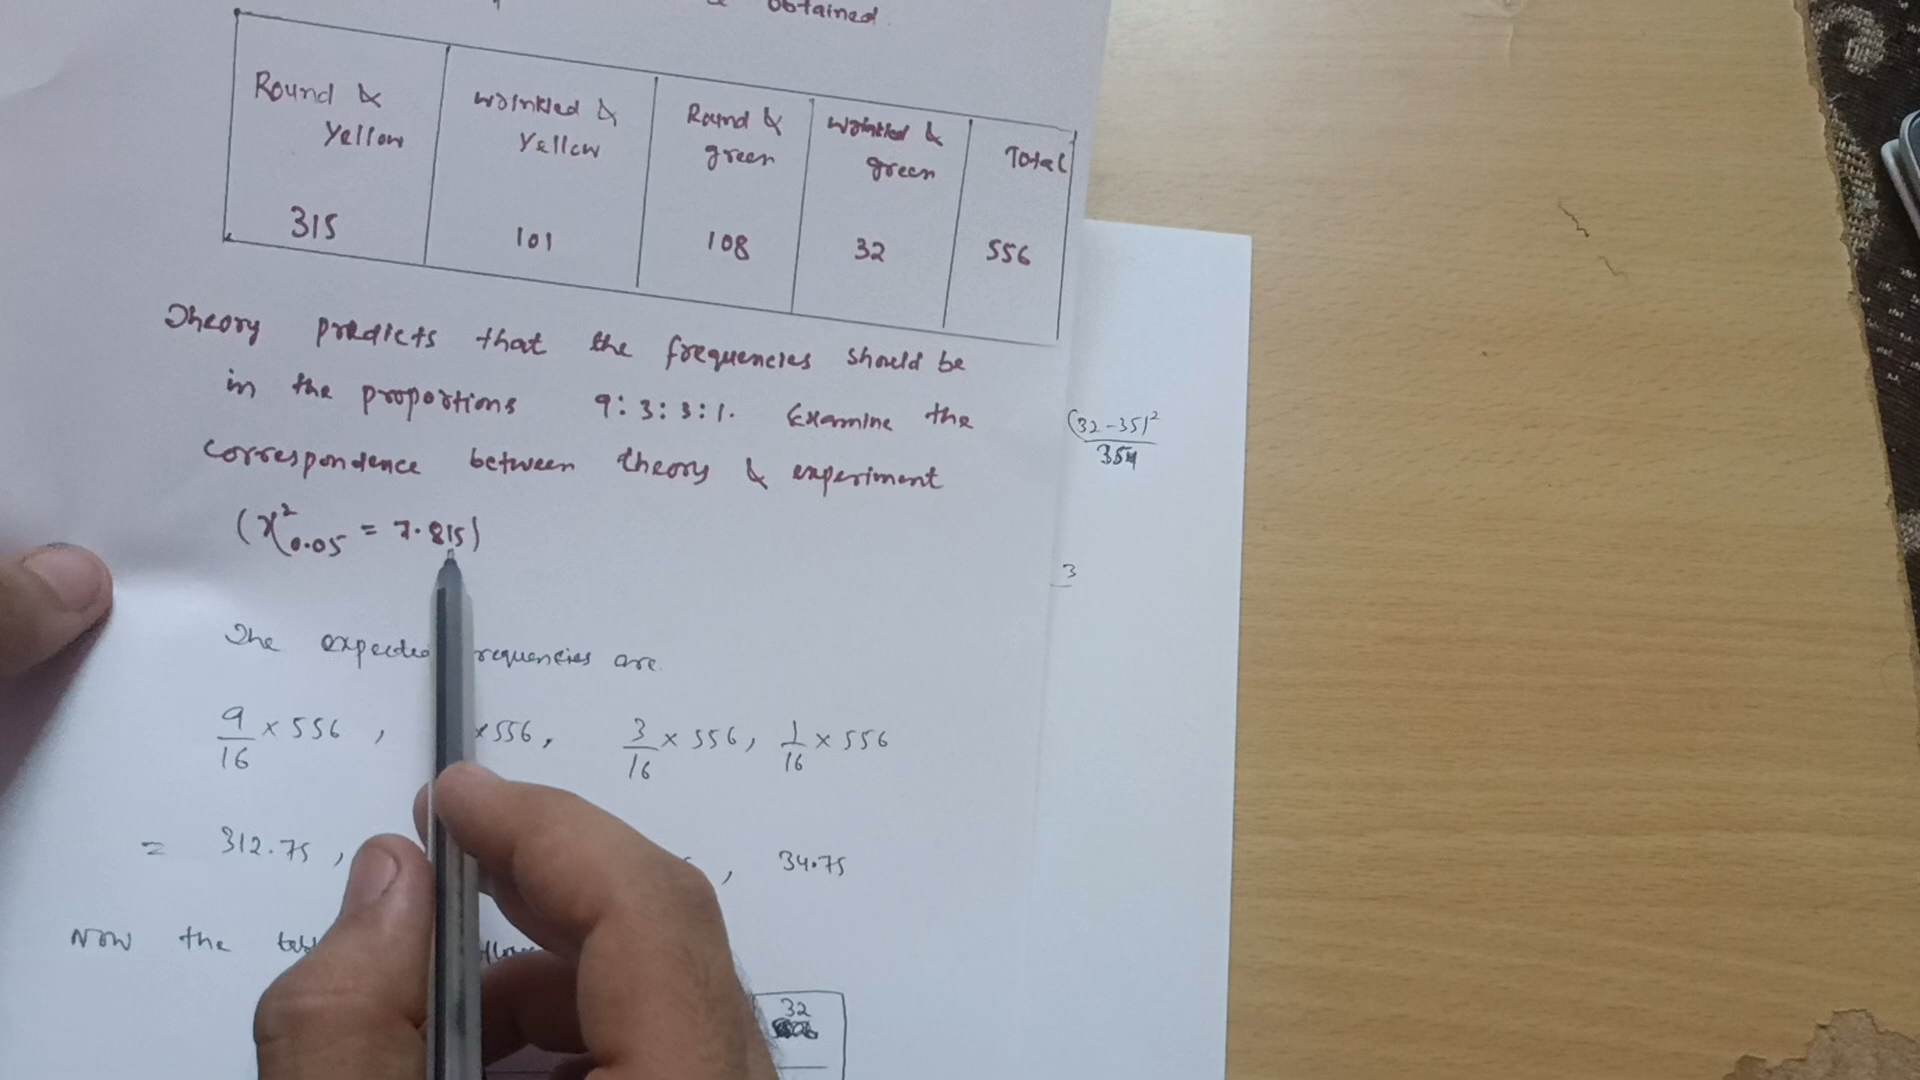 obtained.
Round & Yellow
wrinkled & Yellow
Round & green
wrinkled & green
Total
315
101
108
32
556
Theory predicts that the frequencies should be
in the proportions 9:3:3:1. Examine the
correspondence between theory & experiment
(χ²0.05 = 7.815)
(32-35)²
3
The are
9/16 × 556, × 556, 3/16 × 556, 1/16 × 556
= 312.75, , 34.75
Now the
32